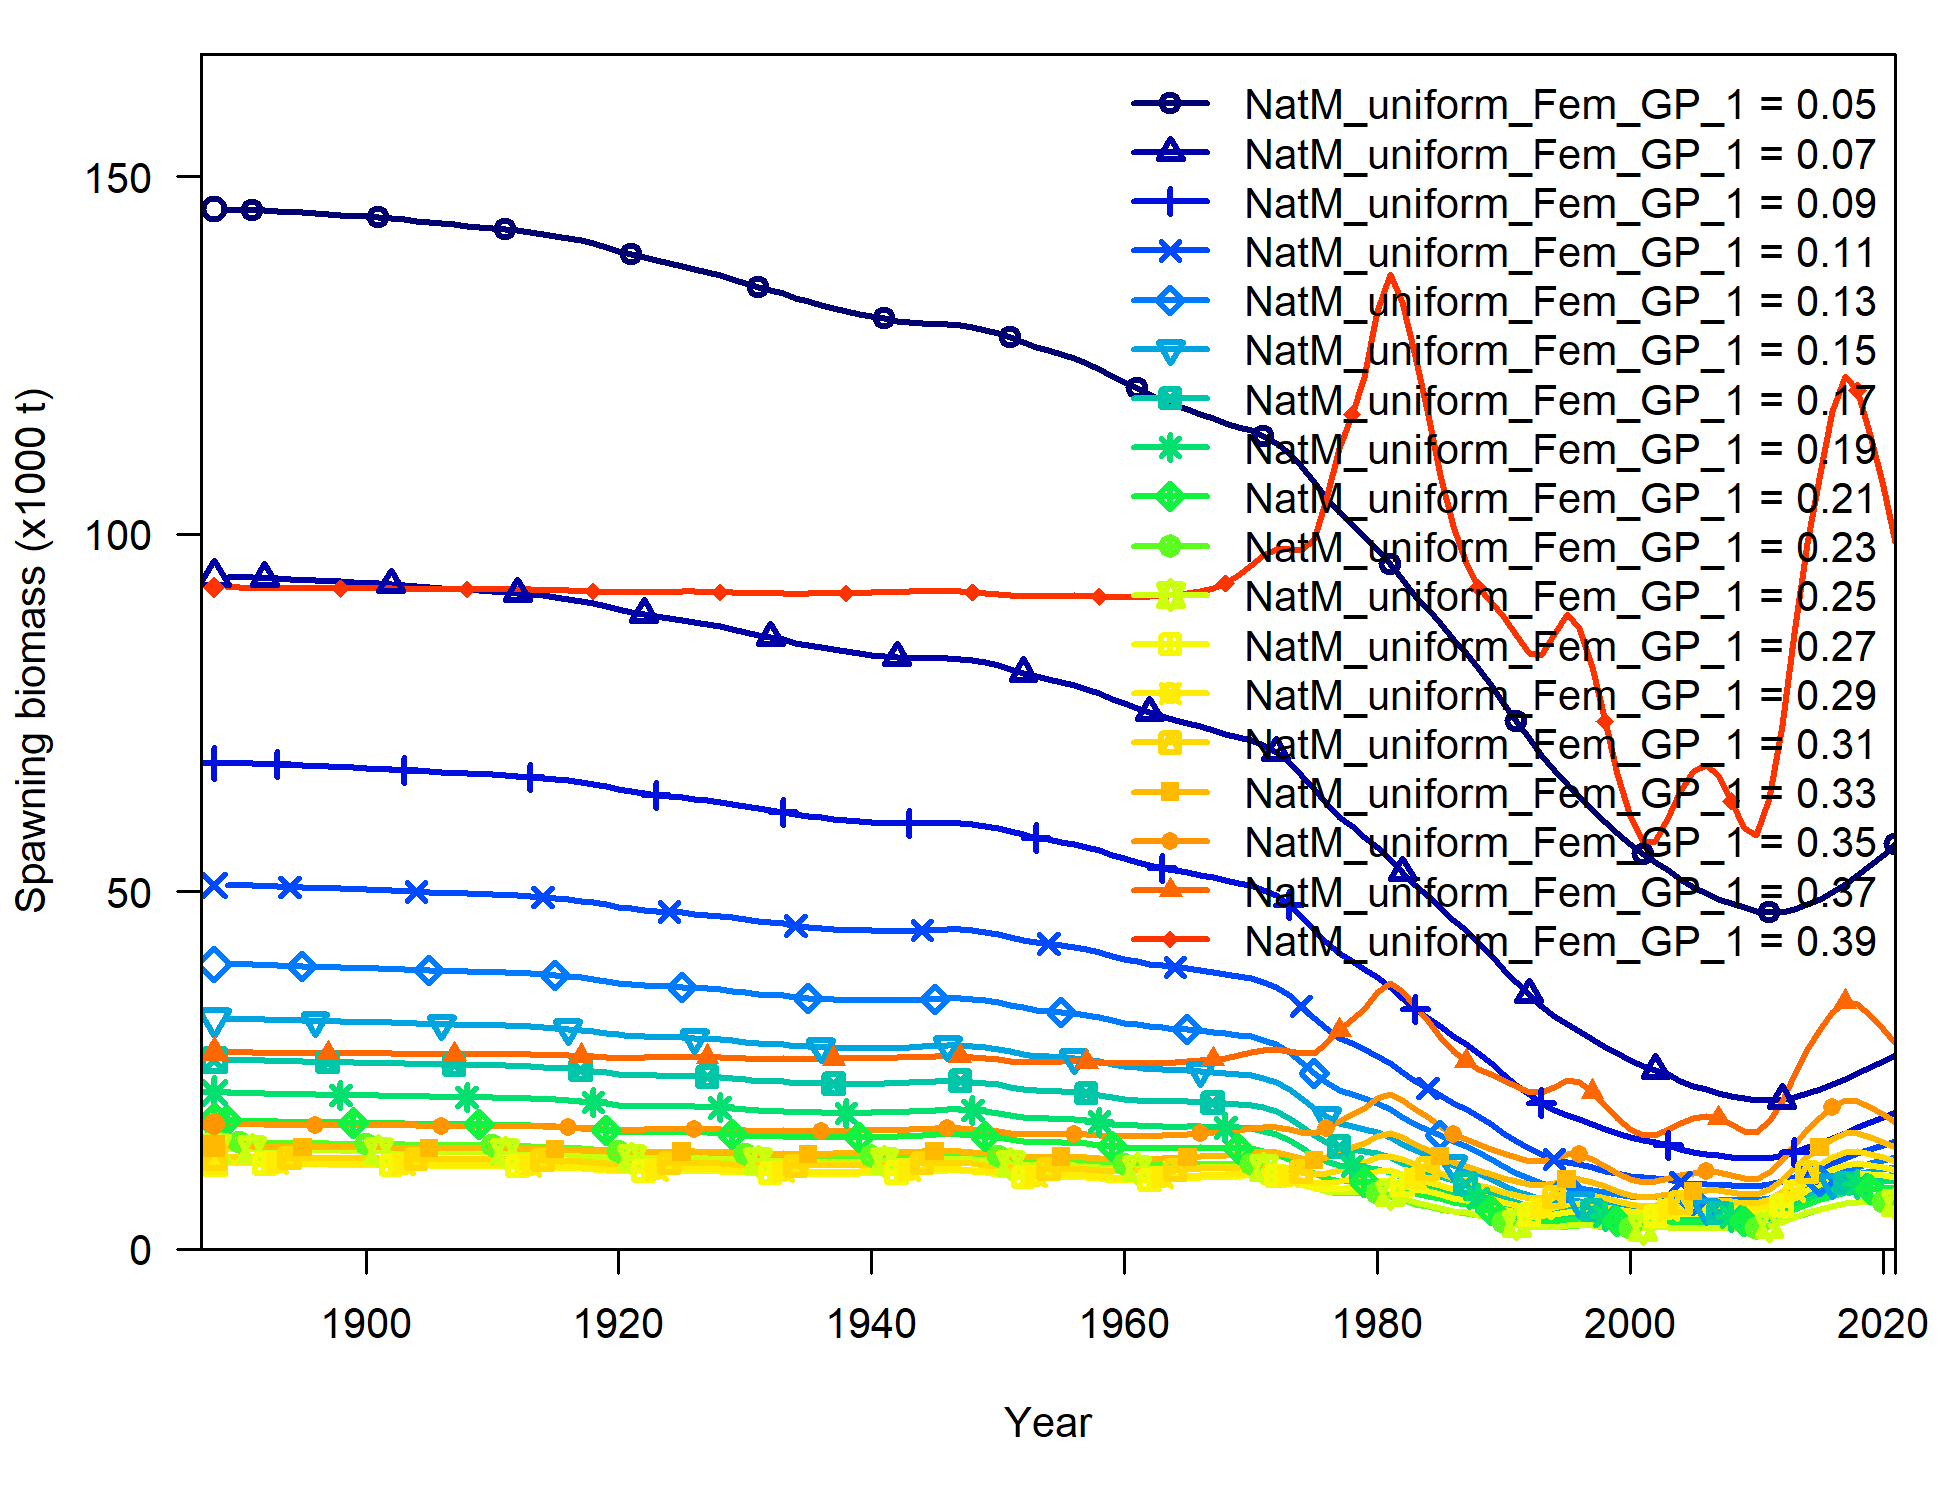 NatM_uniform_Fem_GP_1 = 0.05
NatM_uniform_Fem_GP_1 = 0.07
NatM_uniform_Fem_GP_1 = 0.09
NatM_uniform_Fem_GP_1 = 0.11
NatM_uniform_Fem_GP_1 = 0.13
NatM_uniform_Fem_GP_1 = 0.15
NatM_uniform_Fem_GP_1 = 0.17
NatM_uniform_Fem_GP_1 = 0.19
NatM_uniform_Fem_GP_1 = 0.21
NatM_uniform_Fem_GP_1 = 0.23
NatM_uniform_Fem_GP_1 = 0.25
NatM_uniform_Fem_GP_1 = 0.27
NatM_uniform_Fem_GP_1 = 0.29
NatM_uniform_Fem_GP_1 = 0.31
NatM_uniform_Fem_GP_1 = 0.33
NatM_uniform_Fem_GP_1 = 0.35
NatM_uniform_Fem_GP_1 = 0.37
NatM_uniform_Fem_GP_1 = 0.39
150
100
50
0
Spawning biomass (x1000 t)
1900 1920 1940 1960 1980 2000 2020
Year